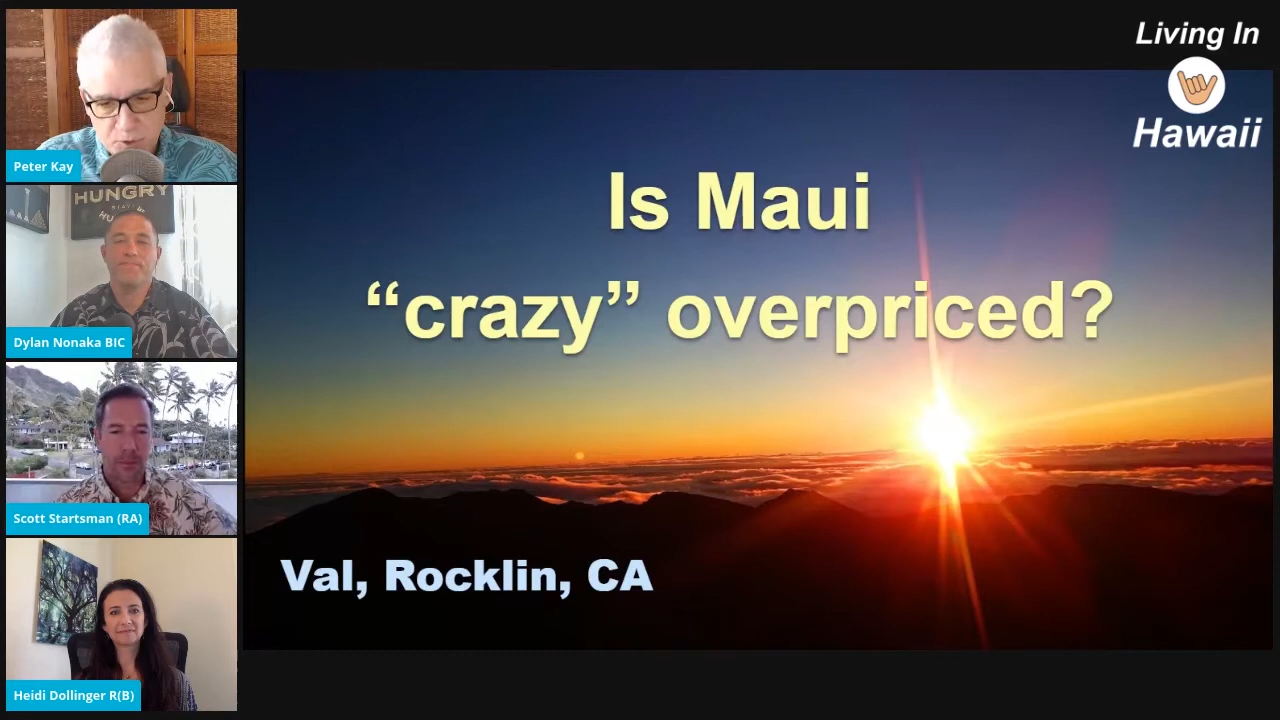 Living In
Hawaii
Peter Kay
HUNGRY
Dylan Nonaka BIC
Scott Startsman (RA)
Heidi Dollinger R(B)
Is Maui
“crazy” overpriced?
Val, Rocklin, CA